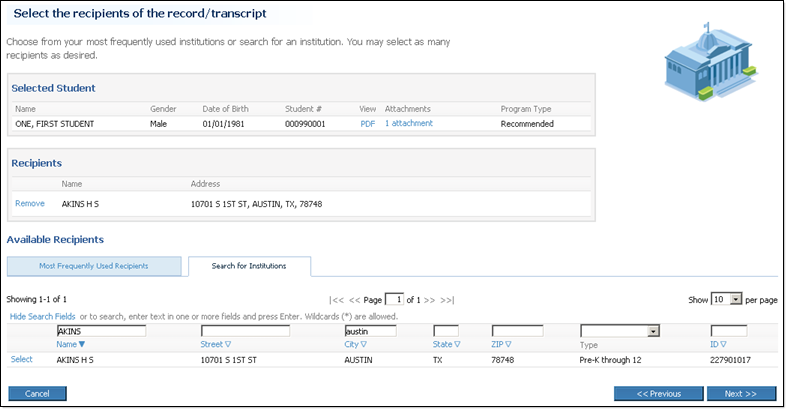 Select the recipients of the record/transcript
Choose from your most frequently used institutions or search for an institution. You may select as many
recipients as desired.
Selected Student
Name Gender Date of Birth Student # View Attachments Program Type
ONE, FIRST STUDENT Male 01/01/1981 000990001 PDF 1 attachment Recommended
Recipients
Name Address
Remove AKINS H S 10701 S 1ST ST, AUSTIN, TX, 78748
Available Recipients
Most Frequently Used Recipients Search for Institutions
Showing 1-1 of 1 |<< << Page 1 of 1 >> >>| Show 10 per page
Hide Search Fields or to search, enter text in one or more fields and press Enter. Wildcards (*) are allowed.
AKINS austin
Name▼ Street▽ City▽ State▽ ZIP▽ Type ID▽
Select AKINS H S 10701 S 1ST ST AUSTIN TX 78748 Pre-K through 12 227901017
Cancel << Previous Next >>